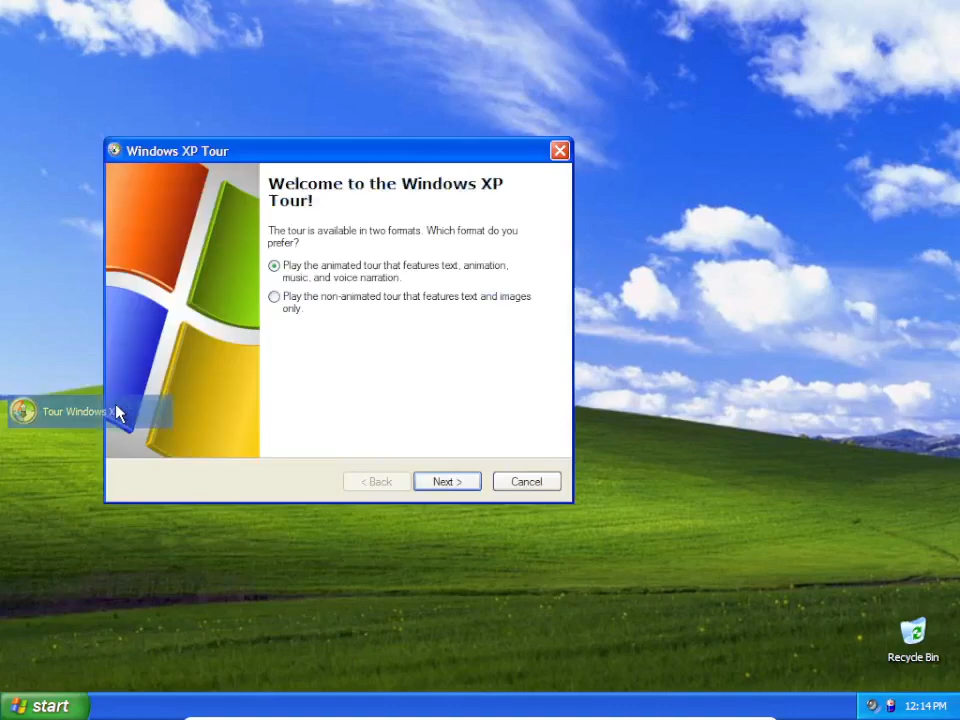 Windows XP Tour
Welcome to the Windows XP
Tour!
The tour is available in two formats. Which format do you
prefer?
Play the animated tour that features text, animation,
music, and voice narration.
Play the non-animated tour that features text and images
only.
Tour Windows XP
< Back
Next >
Cancel
Recycle Bin
start
12:14 PM